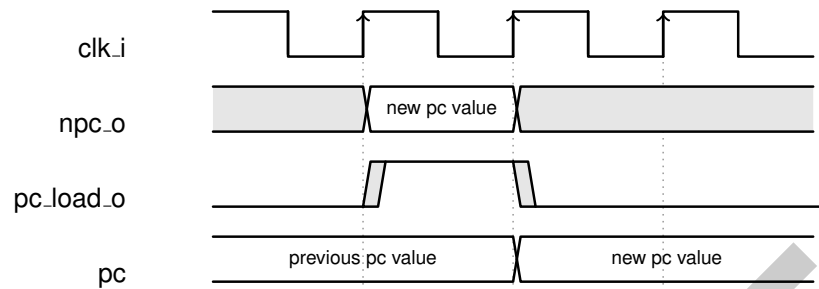 clk_i
npc_o
new pc value
pc_load_o
pc
previous pc value
new pc value